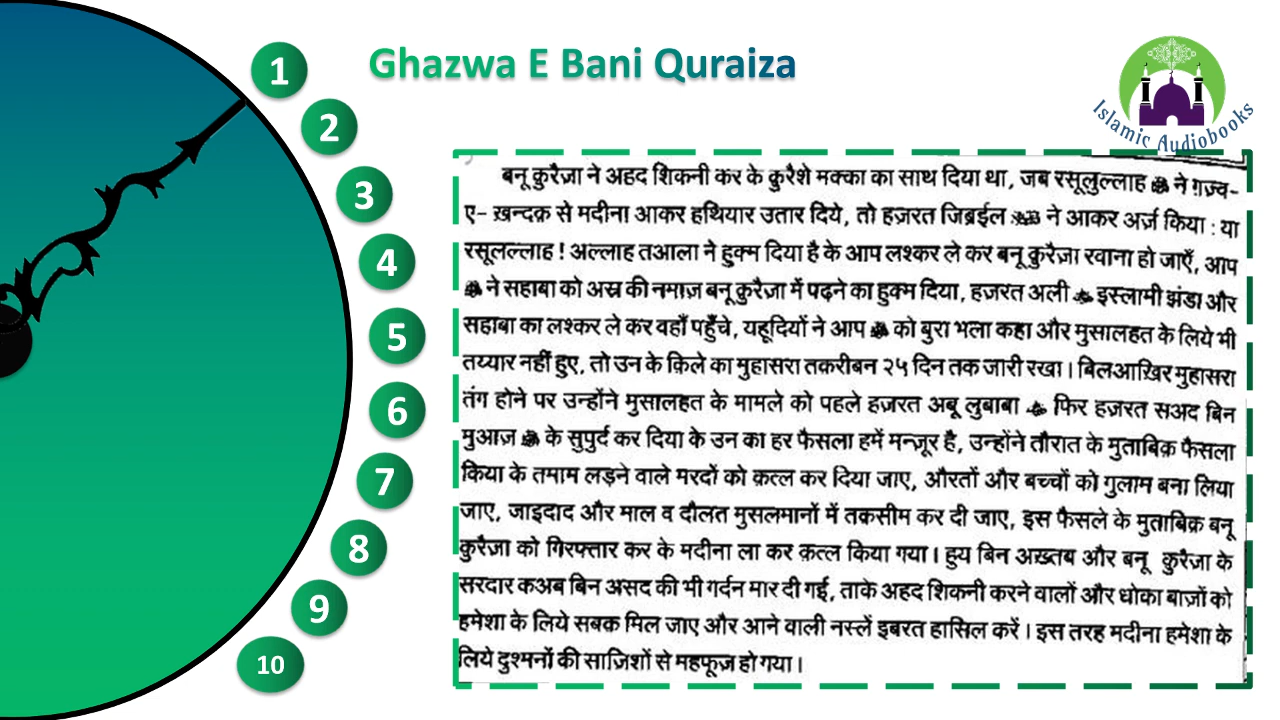 Ghazwa E Bani Quraiza
Islamic Audiobooks
1
2
3
4
5
6
7
8
9
10
बनू क़ुरैज़ा ने अहद शिकनी कर के क़ुरैशे मक्का का साथ दिया था, जब रसूलुल्लाह ﷺ ने ग़ज़्व-
ए- ख़न्दक़ से मदीना आकर हथियार उतार दिये, तो हज़रत जिब्रईल ने आकर अर्ज़ किया : या
रसूलल्लाह ! अल्लाह तआला ने हुक्म दिया है के आप लश्कर ले कर बनू क़ुरैज़ा रवाना हो जाएँ, आप
ﷺ ने सहाबा को अस्र की नमाज़ बनू क़ुरैज़ा में पढ़ने का हुक्म दिया, हज़रत अली इस्लामी झंडा और
सहाबा का लश्कर ले कर वहाँ पहुँचे, यहूदियों ने आप ﷺ को बुरा भला कहा और मुसालहत के लिये भी
तय्यार नहीं हुए, तो उन के क़िले का मुहासरा तक़रीबन २५ दिन तक जारी रखा। बिलआख़िर मुहासरा
तंग होने पर उन्होंने मुसालहत के मामले को पहले हज़रत अबू लुबाबा फिर हज़रत सअद बिन
मुआज़ के सुपुर्द कर दिया के उन का हर फैसला हमें मन्ज़ूर है, उन्होंने तौरात के मुताबिक़ फैसला
किया के तमाम लड़ने वाले मरदों को क़त्ल कर दिया जाए, औरतों और बच्चों को गुलाम बना लिया
जाए, जाइदाद और माल व दौलत मुसलमानों में तक़सीम कर दी जाए, इस फैसले के मुताबिक़ बनू
क़ुरैज़ा को गिरफ्तार कर के मदीना ला कर क़त्ल किया गया। हुय बिन अख़्तब और बनू क़ुरैज़ा के
सरदार कअब बिन असद की भी गर्दन मार दी गई, ताके अहद शिकनी करने वालों और धोका बाज़ों को
हमेशा के लिये सबक़ मिल जाए और आने वाली नस्लें इबरत हासिल करें। इस तरह मदीना हमेशा के
लिये दुश्मनों की साज़िशों से महफूज़ हो गया।